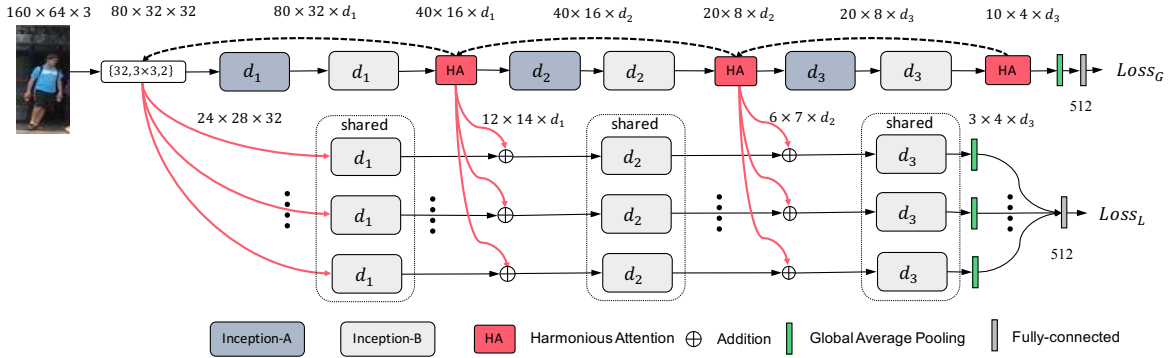 160 × 64 × 3
80 × 32 × 32
80 × 32 × d₁
40 × 16 × d₁
40 × 16 × d₂
20 × 8 × d₂
20 × 8 × d₃
10 × 4 × d₃
{32,3×3,2}
d₁
d₁
HA
d₂
d₂
HA
d₃
d₃
HA
Loss_G
512
24 × 28 × 32
shared
12 × 14 × d₁
shared
6 × 7 × d₂
shared
3 × 4 × d₃
d₁
d₂
d₃
d₁
d₂
d₃
Loss_L
512
d₁
d₂
d₃
Inception-A
Inception-B
HA
Harmonious Attention
Addition
Global Average Pooling
Fully-connected